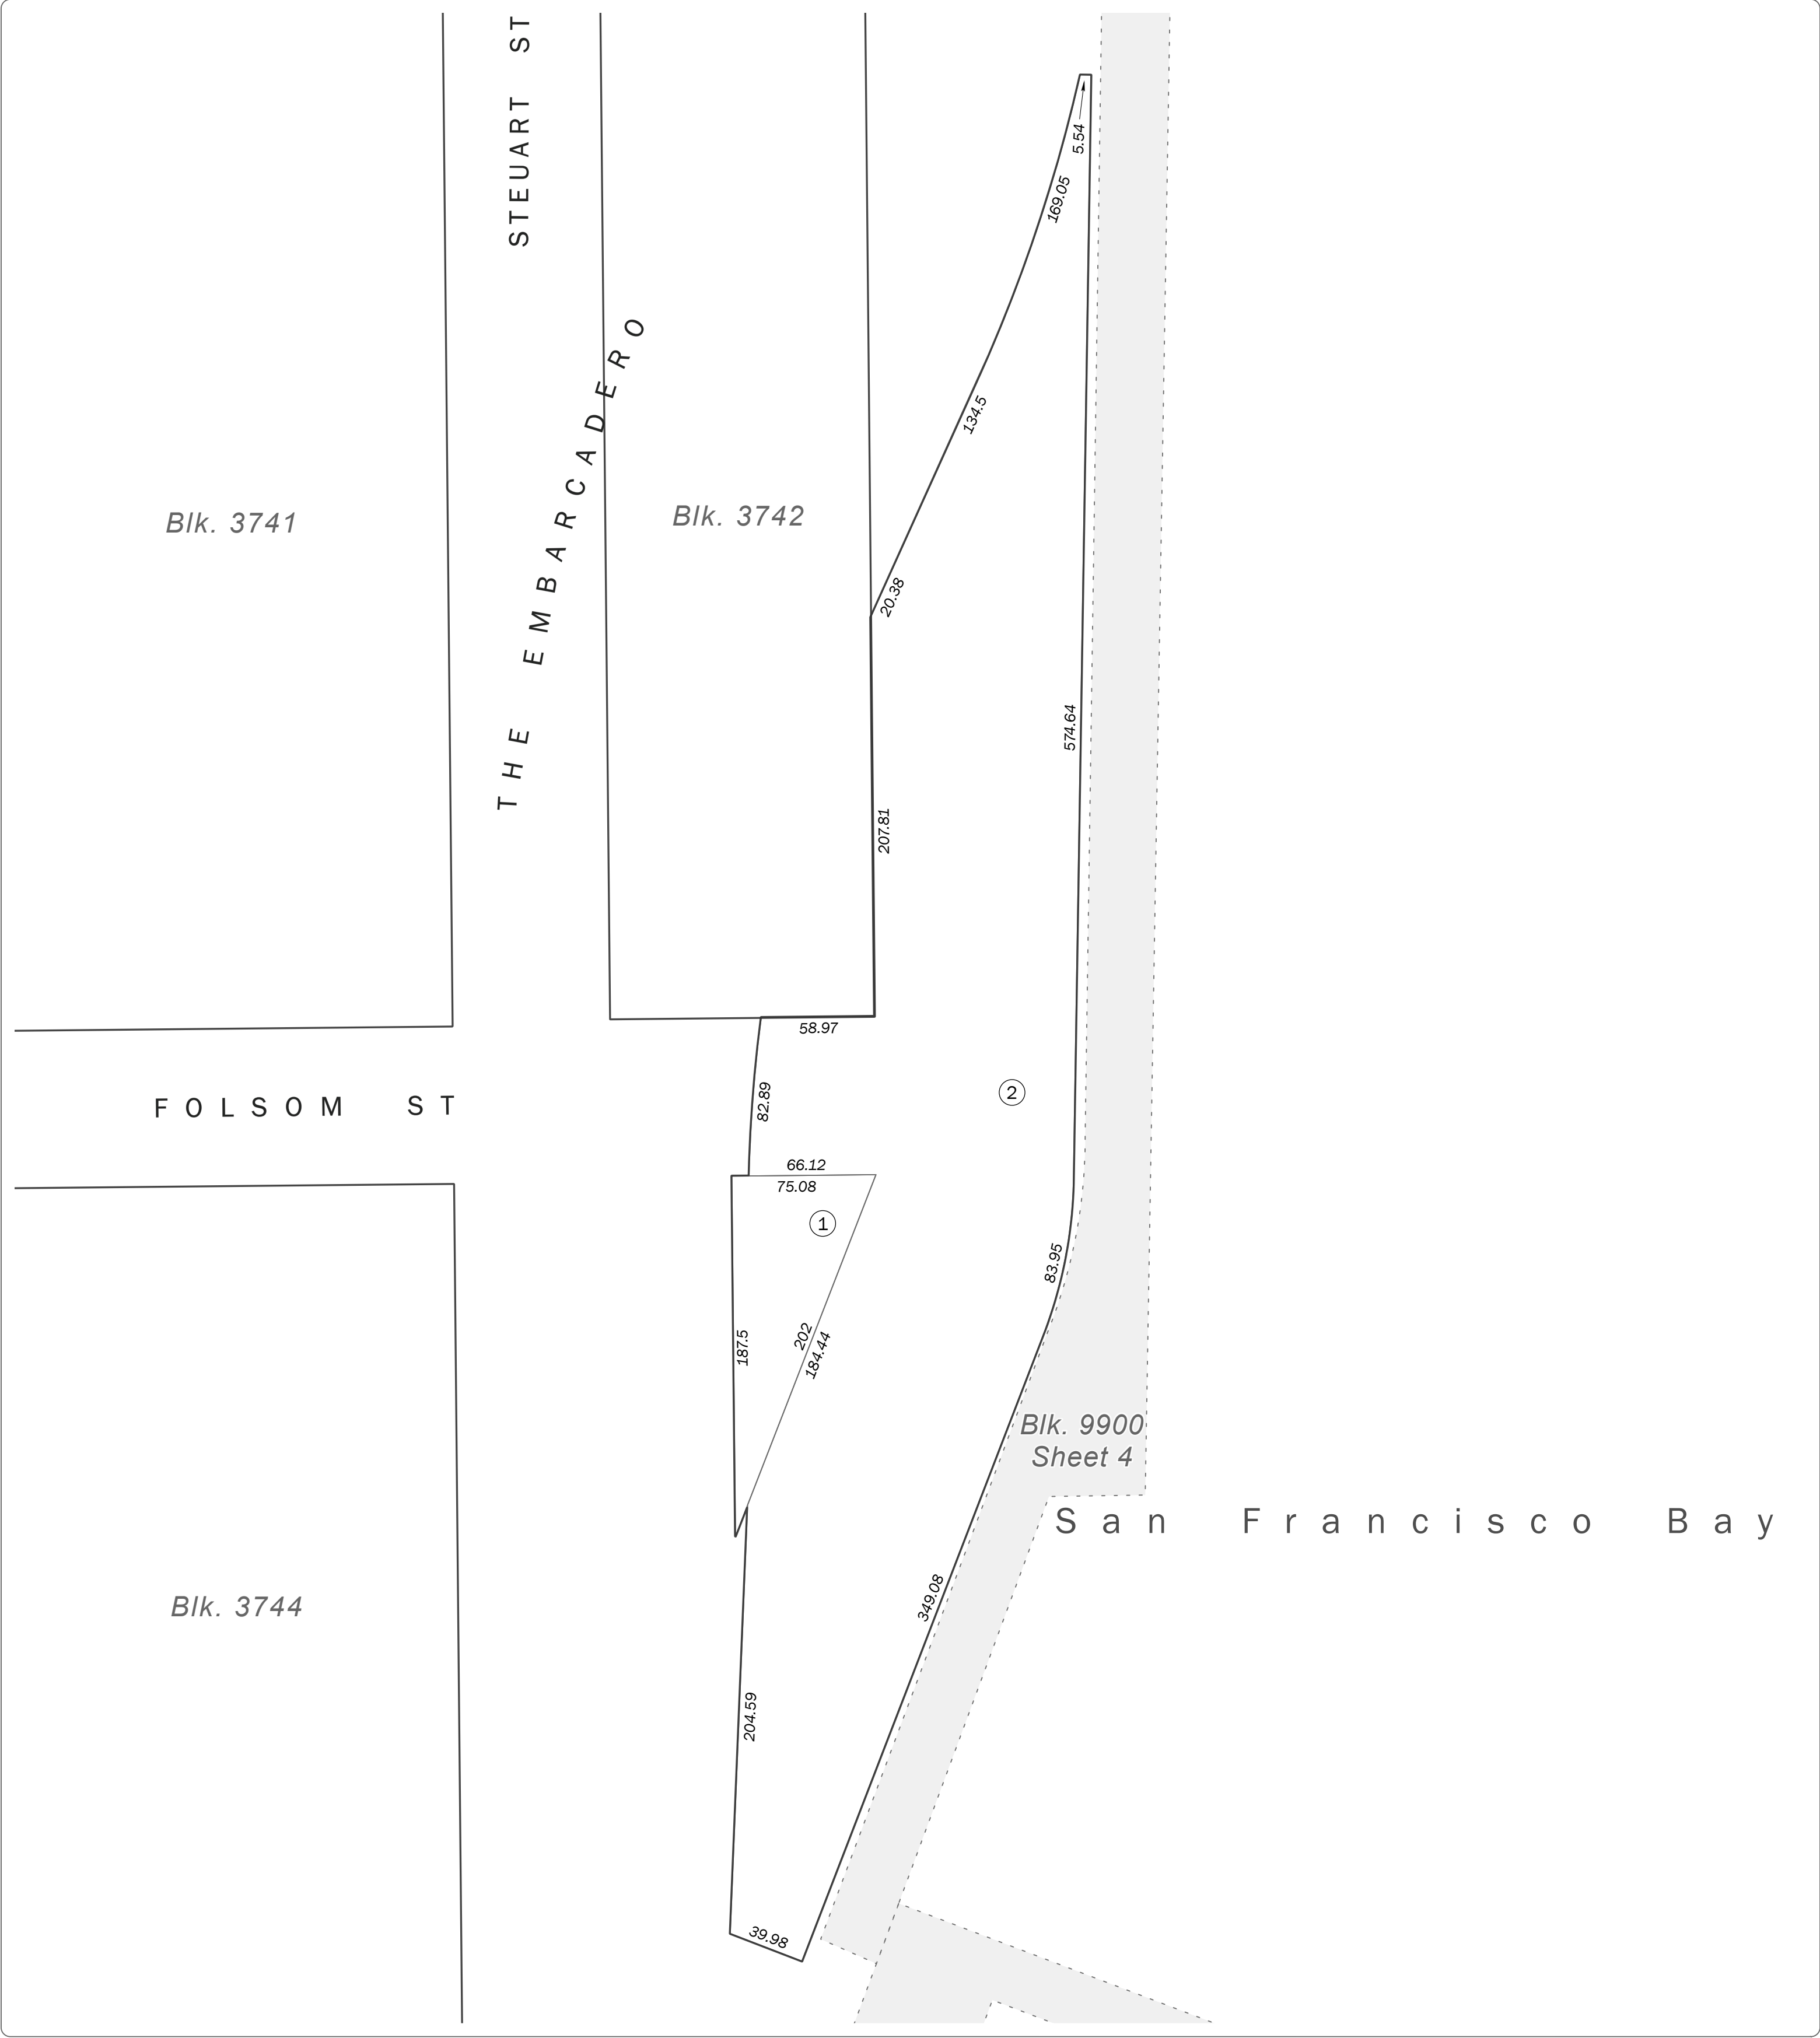 STEUART ST
5.54
169.05
THE EMBARCADERO
134.5
Blk. 3741
Blk. 3742
20.38
574.64
207.81
58.97
82.89
2
FOLSOM ST
66.12
75.08
1
83.95
187.5
202
184.44
Blk. 9900
Sheet 4
San Francisco Bay
349.08
Blk. 3744
204.59
39.98